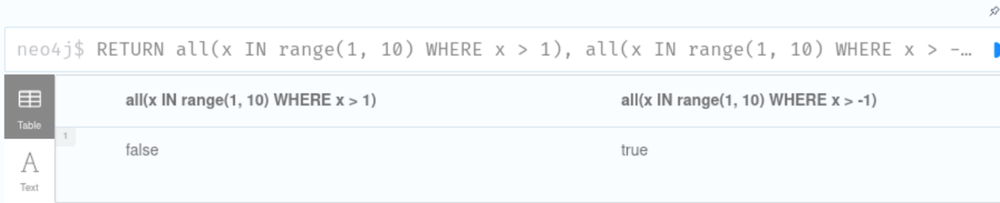 neo4j$ RETURN all(x IN range(1, 10) WHERE x > 1), all(x IN range(1, 10) WHERE x > -…
all(x IN range(1, 10) WHERE x > 1) all(x IN range(1, 10) WHERE x > -1)
Table
1
false true
A
Text